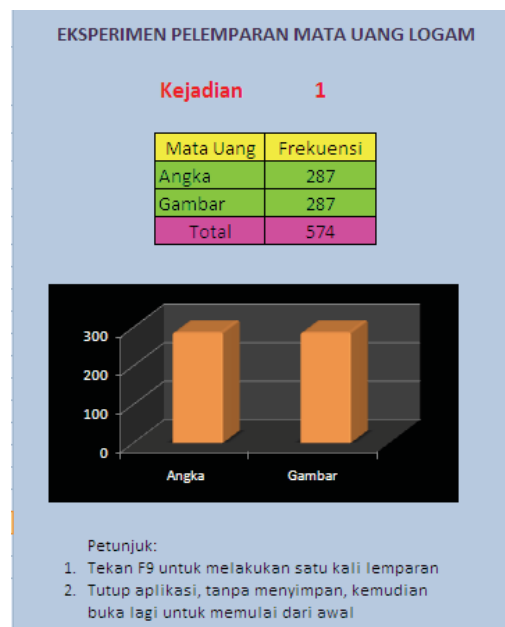 EKSPERIMEN PELEMPARAN MATA UANG LOGAM
Kejadian 1
Mata Uang Frekuensi
Angka 287
Gambar 287
Total 574
300
200
100
0
Angka Gambar
Petunjuk:
1. Tekan F9 untuk melakukan satu kali lemparan
2. Tutup aplikasi, tanpa menyimpan, kemudian
buka lagi untuk memulai dari awal